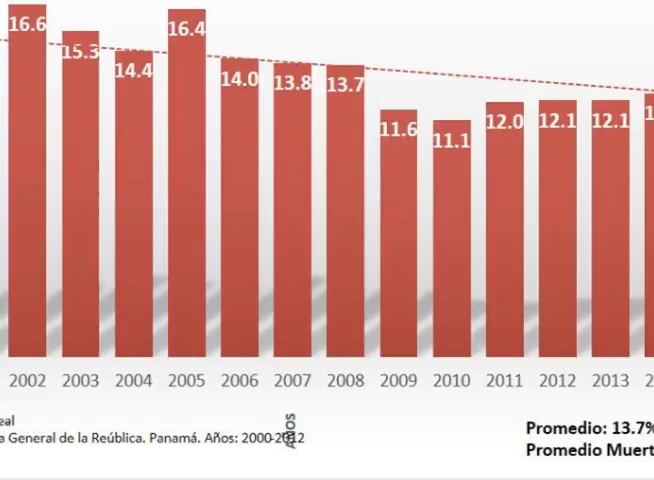 16.6 15.3 14.4 16.4 14.0 13.8 13.7 11.6 11.1 12.0 12.1 12.1
2002 2003 2004 2005 2006 2007 2008 2009 2010 2011 2012 2013
eal
a General de la Reública. Panamá. Años: 2000-2012
AÑOS
Promedio: 13.7%
Promedio Muert